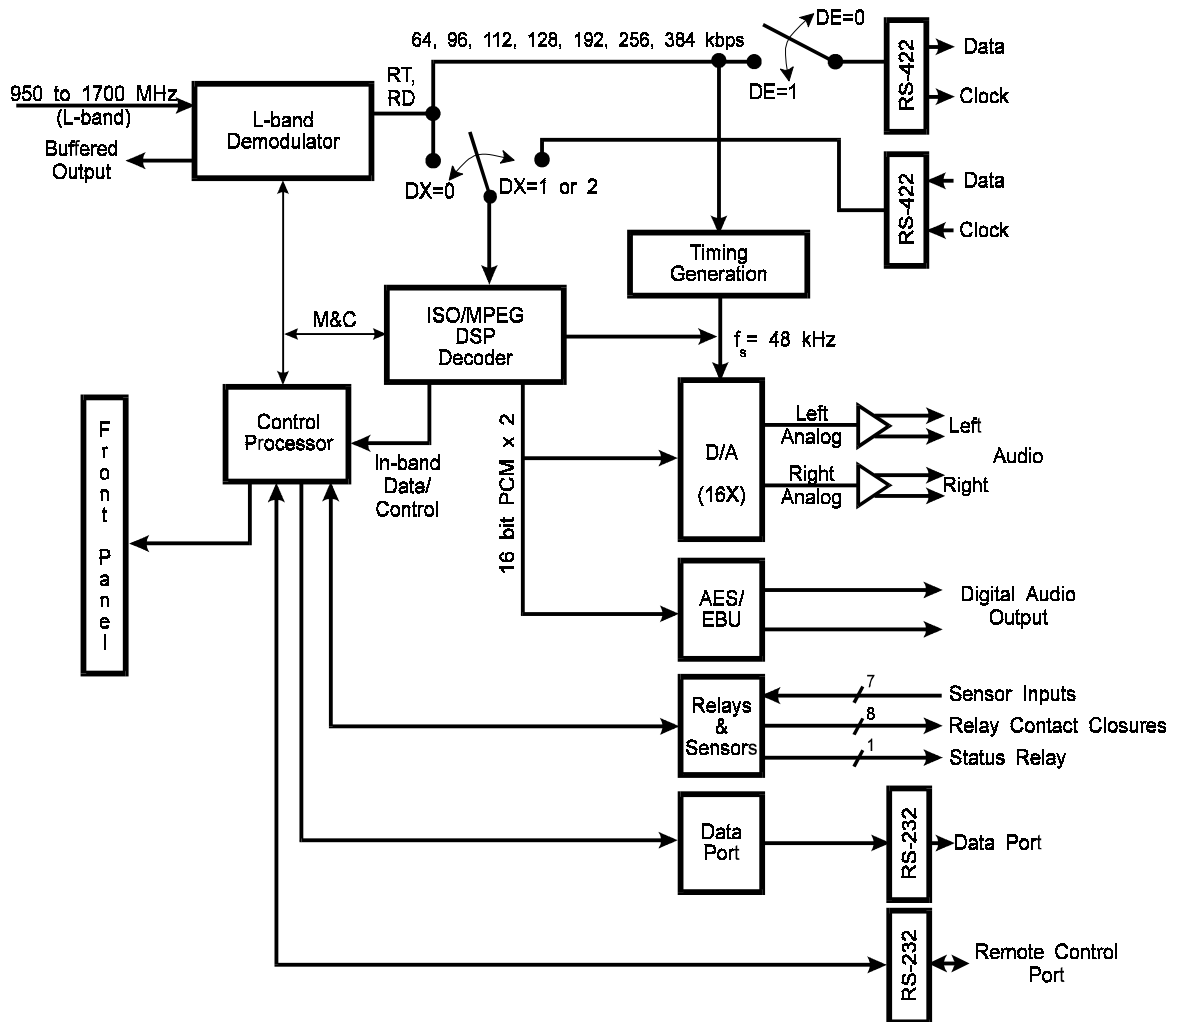 DE=0
64, 96, 112, 128, 192, 256, 384 kbps
RS-422
Data
Clock
DE=1
950 to 1700 MHz
(L-band)
L-band
Demodulator
RT,
RD
Buffered
Output
DX=0
DX=1 or 2
RS-422
Data
Clock
Timing
Generation
M&C
ISO/MPEG
DSP
Decoder
fs= 48 kHz
Control
Processor
Front Panel
In-band
Data/
Control
16 bit PCM x 2
D/A
(16X)
Left
Analog
Right
Analog
Left
Audio
Right
AES/
EBU
Digital Audio
Output
Relays
&
Sensors
7
Sensor Inputs
8
Relay Contact Closures
1
Status Relay
Data
Port
RS-232
Data Port
RS-232
Remote Control
Port